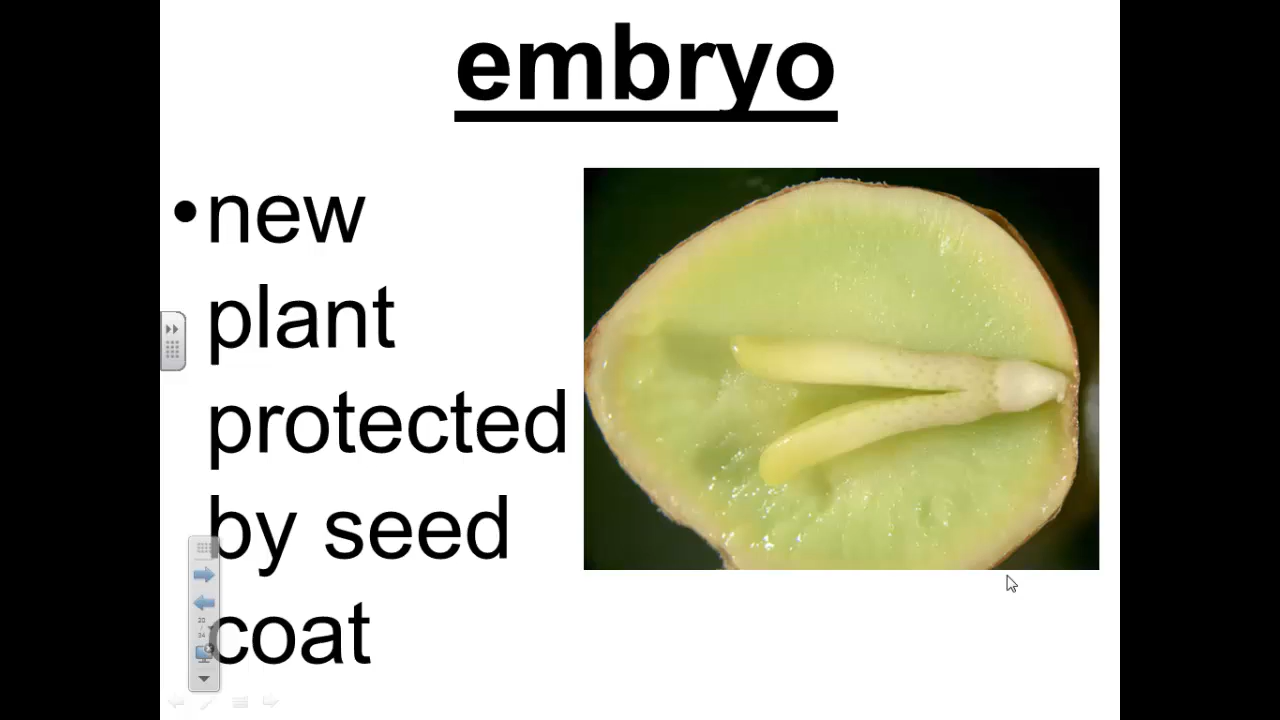 embryo
•new
plant
protected
by seed
coat